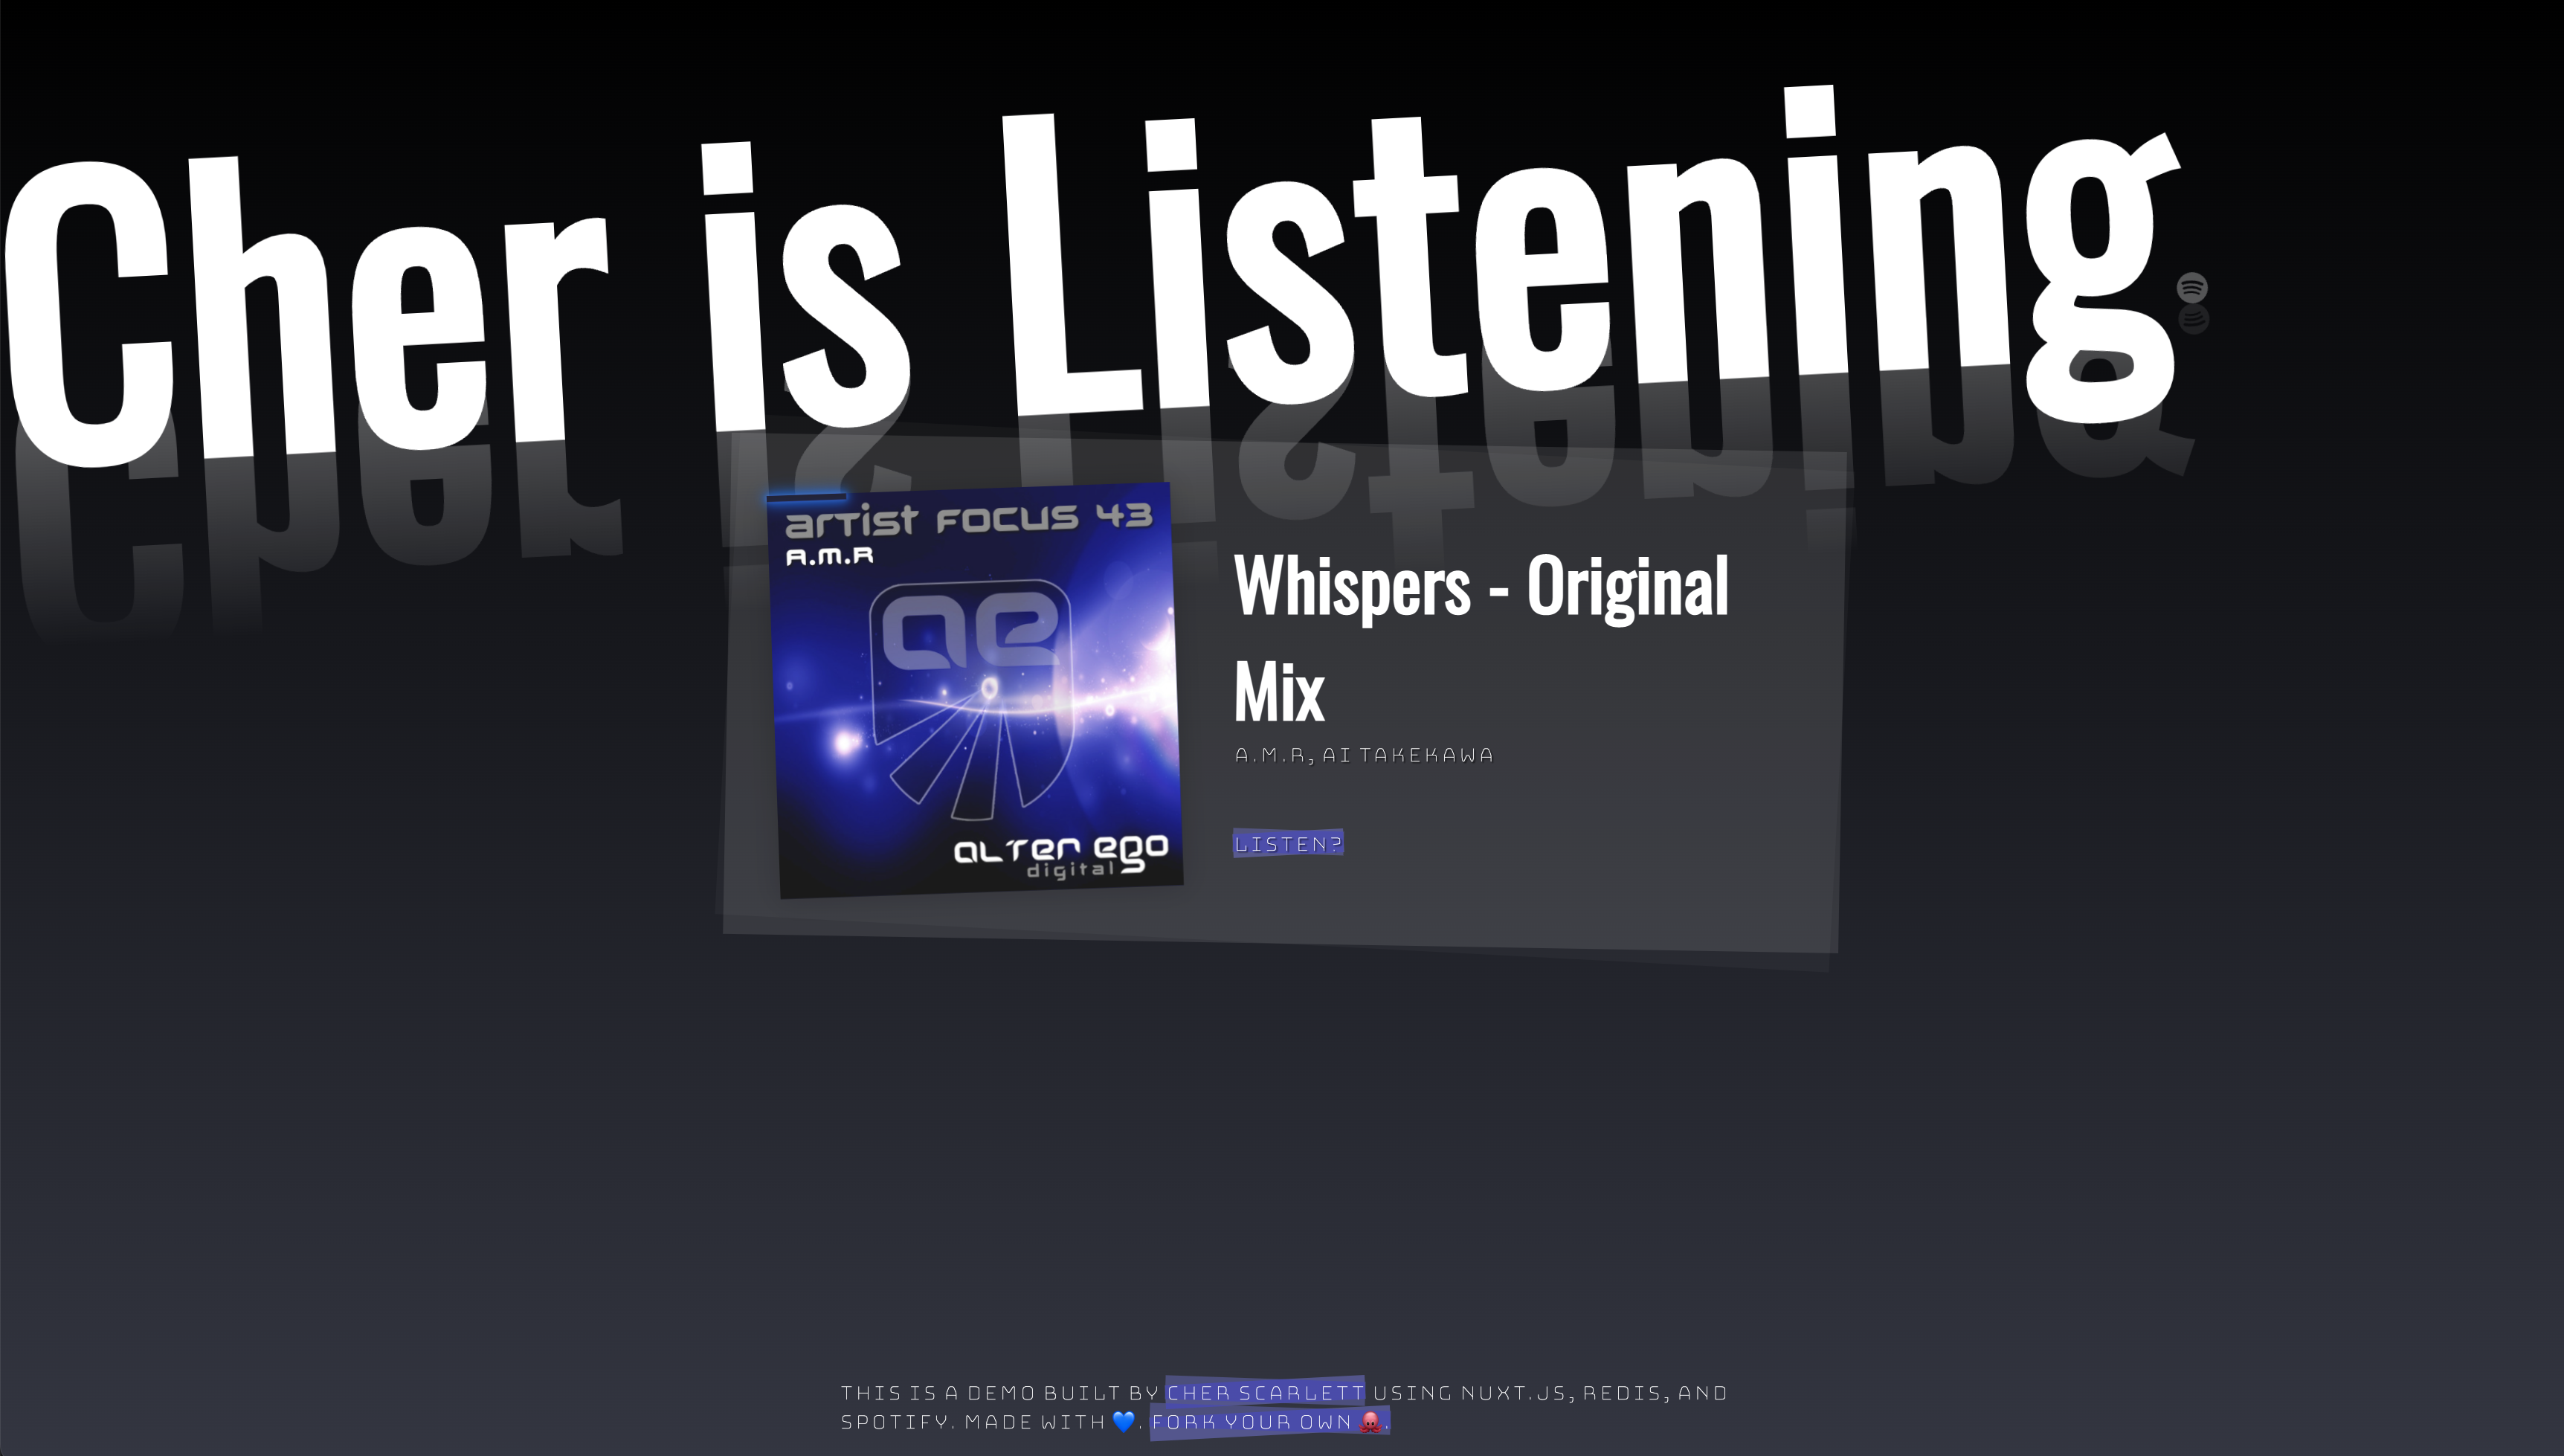 Cher is Listening
artist focus 43
A.M.R
ae
alter ego
digital
Whispers - Original
Mix
A.M.R, AI TAKEKAWA
LISTEN?
THIS IS A DEMO BUILT BY CHER SCARLETT USING NUXT.JS, REDIS, AND
SPOTIFY. MADE WITH 💙. FORK YOUR OWN 🐙.